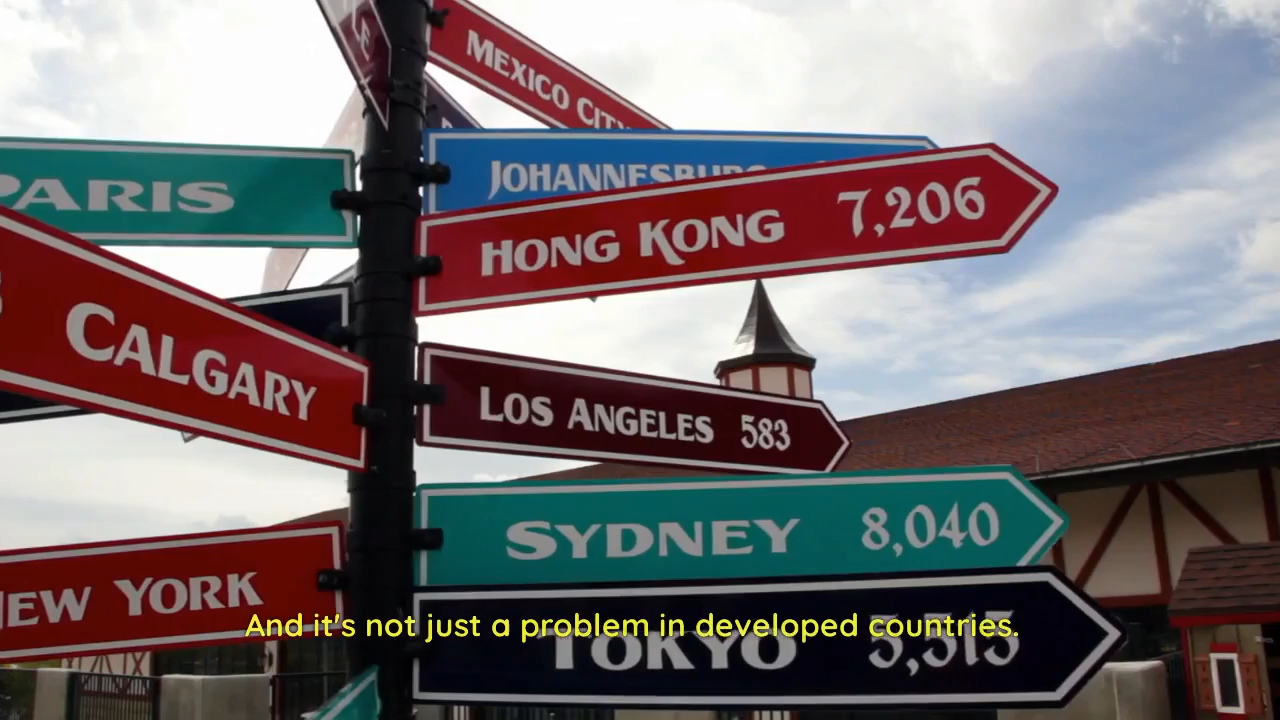 MEXICO CITY
JOHANNESBURG
PARIS
HONG KONG 7,206
CALGARY
LOS ANGELES 583
SYDNEY 8,040
NEW YORK
TOKYO 5,515
And it's not just a problem in developed countries.